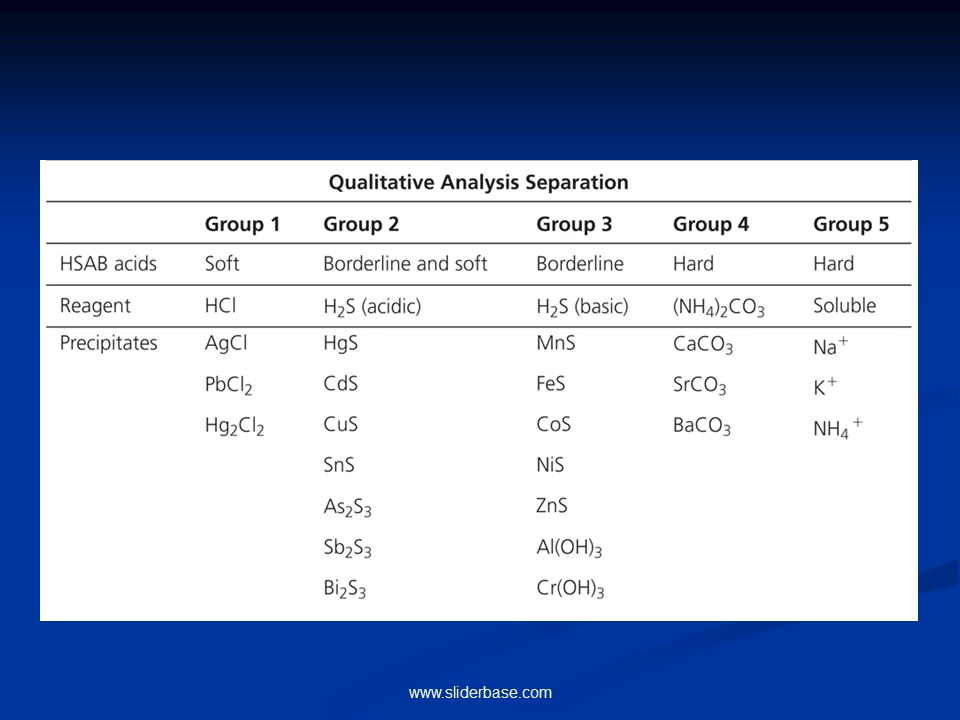 Qualitative Analysis Separation
Group 1 Group 2 Group 3 Group 4 Group 5
HSAB acids Soft Borderline and soft Borderline Hard Hard
Reagent HCl H₂S (acidic) H₂S (basic) (NH₄)₂CO₃ Soluble
Precipitates AgCl HgS MnS CaCO₃ Na⁺
PbCl₂ CdS FeS SrCO₃ K⁺
Hg₂Cl₂ CuS CoS BaCO₃ NH₄⁺
SnS NiS
As₂S₃ ZnS
Sb₂S₃ Al(OH)₃
Bi₂S₃ Cr(OH)₃
www.sliderbase.com